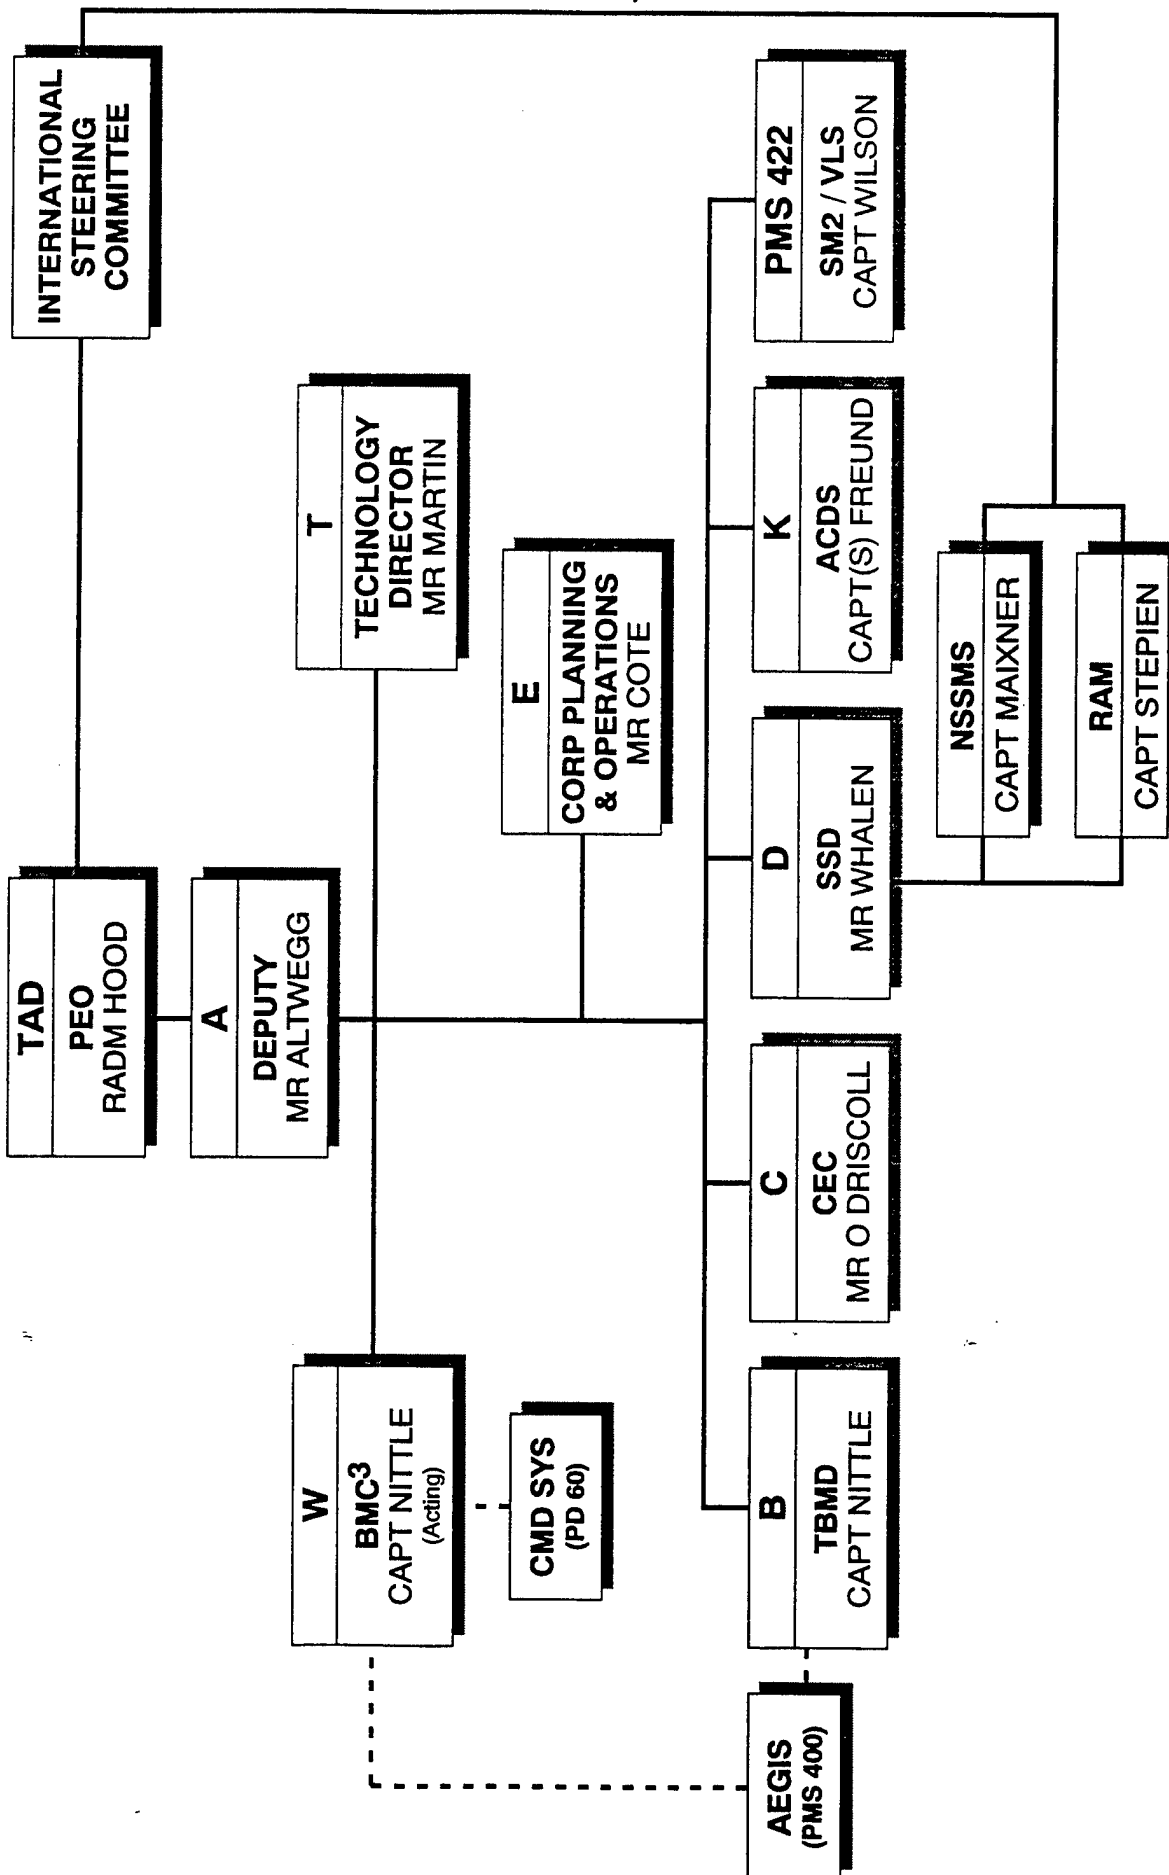 TAD
PEO
RADM HOOD
INTERNATIONAL
STEERING
COMMITTEE
A
DEPUTY
MR ALTWEGG
W
BMC³
CAPT NITTLE
(Acting)
T
TECHNOLOGY
DIRECTOR
MR MARTIN
CMD SYS
(PD 60)
E
CORP PLANNING
& OPERATIONS
MR COTE
AEGIS
(PMS 400)
B
TBMD
CAPT NITTLE
C
CEC
MR O DRISCOLL
D
SSD
MR WHALEN
K
ACDS
CAPT(S) FREUND
PMS 422
SM2 / VLS
CAPT WILSON
NSSMS
CAPT MAIXNER
RAM
CAPT STEPIEN